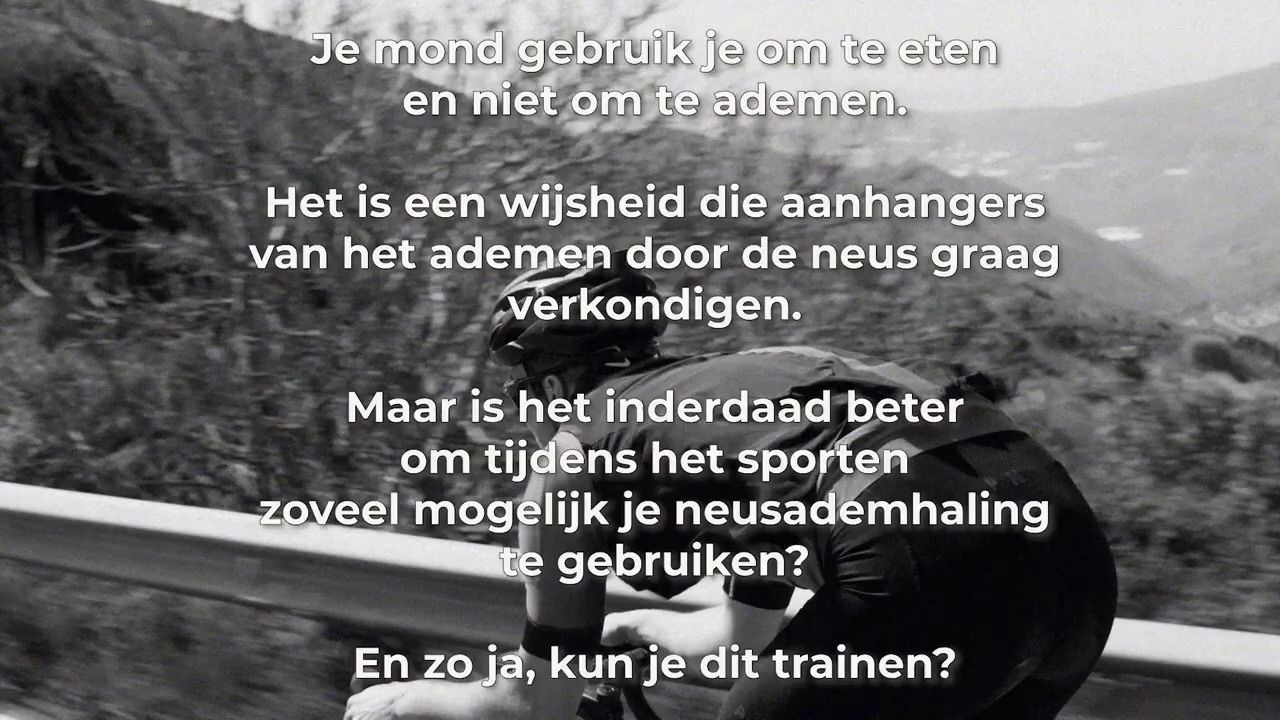 Je mond gebruik je om te eten
en niet om te ademen.
Het is een wijsheid die aanhangers
van het ademen door de neus graag
verkondigen.
Maar is het inderdaad beter
om tijdens het sporten
zoveel mogelijk je neusademhaling
te gebruiken?
En zo ja, kun je dit trainen?